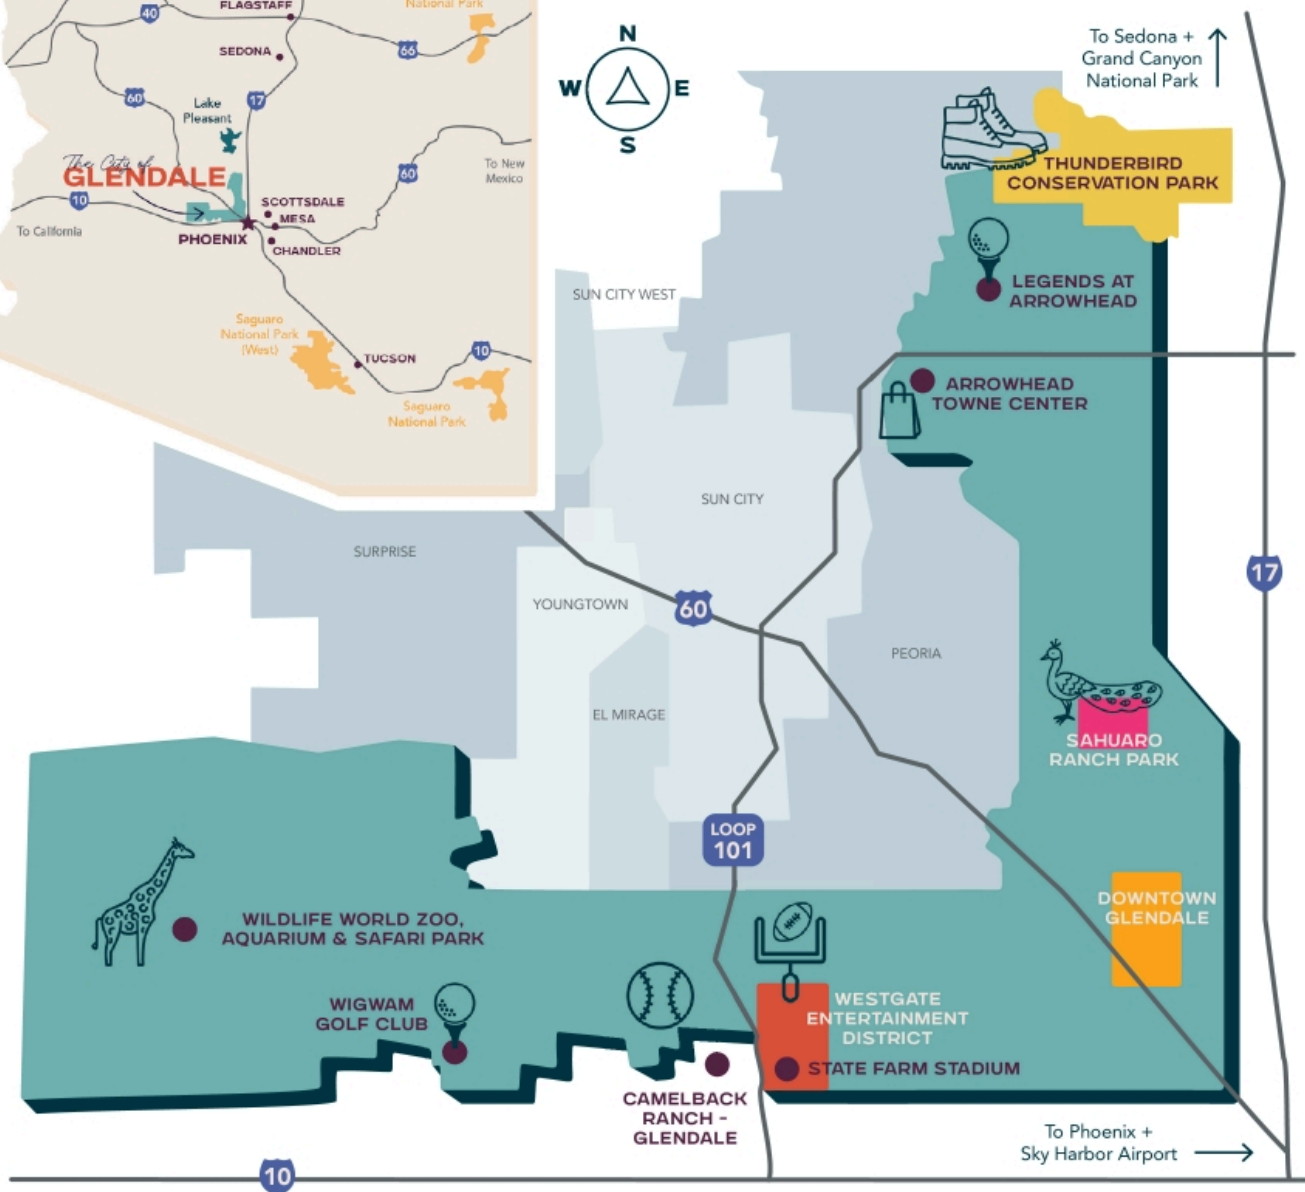 FLAGSTAFF
National Park
40
66
SEDONA
60
17
Lake
Pleasant
The City of
GLENDALE
60
To New
Mexico
10
SCOTTSDALE
MESA
To California
PHOENIX
CHANDLER
Saguaro
National Park
(West)
TUCSON
10
Saguaro
National Park
N
W
E
S
To Sedona +
Grand Canyon
National Park
THUNDERBIRD
CONSERVATION PARK
LEGENDS AT
ARROWHEAD
SUN CITY WEST
ARROWHEAD
TOWNE CENTER
SUN CITY
SURPRISE
17
YOUNGTOWN
60
PEORIA
EL MIRAGE
SAHUARO
RANCH PARK
LOOP
101
DOWNTOWN
GLENDALE
WILDLIFE WORLD ZOO,
AQUARIUM & SAFARI PARK
WIGWAM
GOLF CLUB
WESTGATE
ENTERTAINMENT
DISTRICT
STATE FARM STADIUM
CAMELBACK
RANCH -
GLENDALE
To Phoenix +
Sky Harbor Airport
10